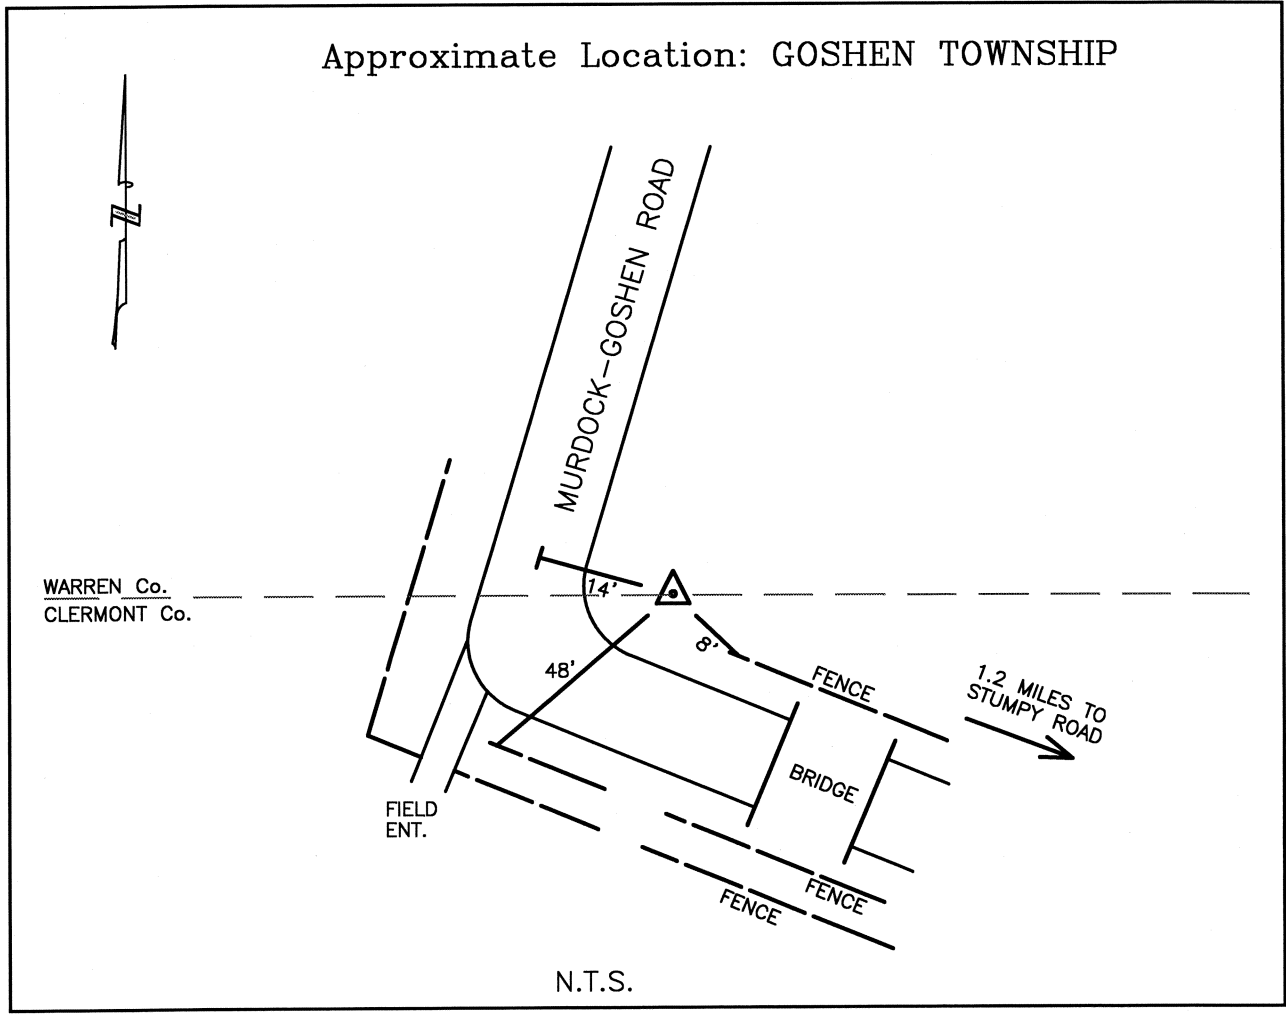 Approximate Location: GOSHEN TOWNSHIP
N
MURDOCK-GOSHEN ROAD
WARREN Co.
CLERMONT Co.
14'
8'
48'
FENCE
1.2 MILES TO
STUMPY ROAD
BRIDGE
FIELD
ENT.
FENCE
FENCE
N.T.S.